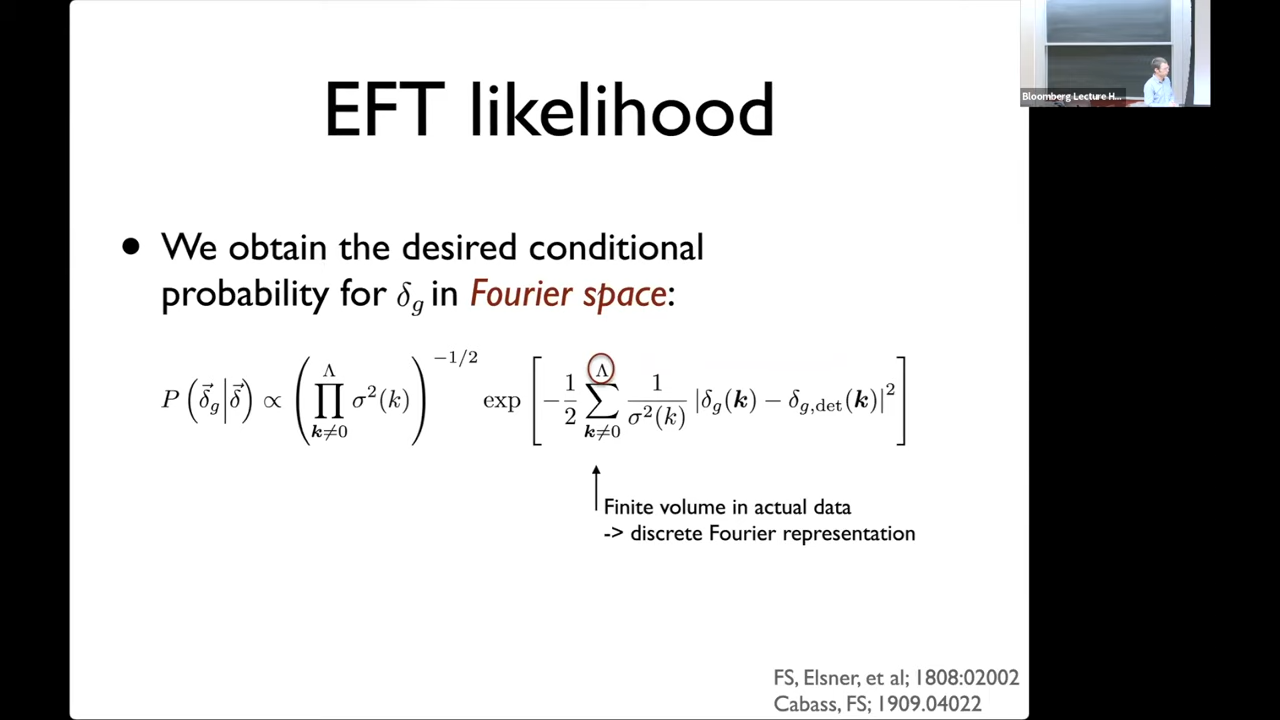 EFT likelihood
Bloomberg Lecture H...
• We obtain the desired conditional
probability for δ_g in Fourier space:
P(δ⃗_g|δ⃗) ∝ (∏_{k≠0}^{Λ} σ²(k))^{-1/2} exp[-1/2 ∑_{k≠0}^{Λ} 1/σ²(k) |δ_g(k) − δ_{g,det}(k)|²]
Finite volume in actual data
-> discrete Fourier representation
FS, Elsner, et al; 1808:02002
Cabass, FS; 1909.04022